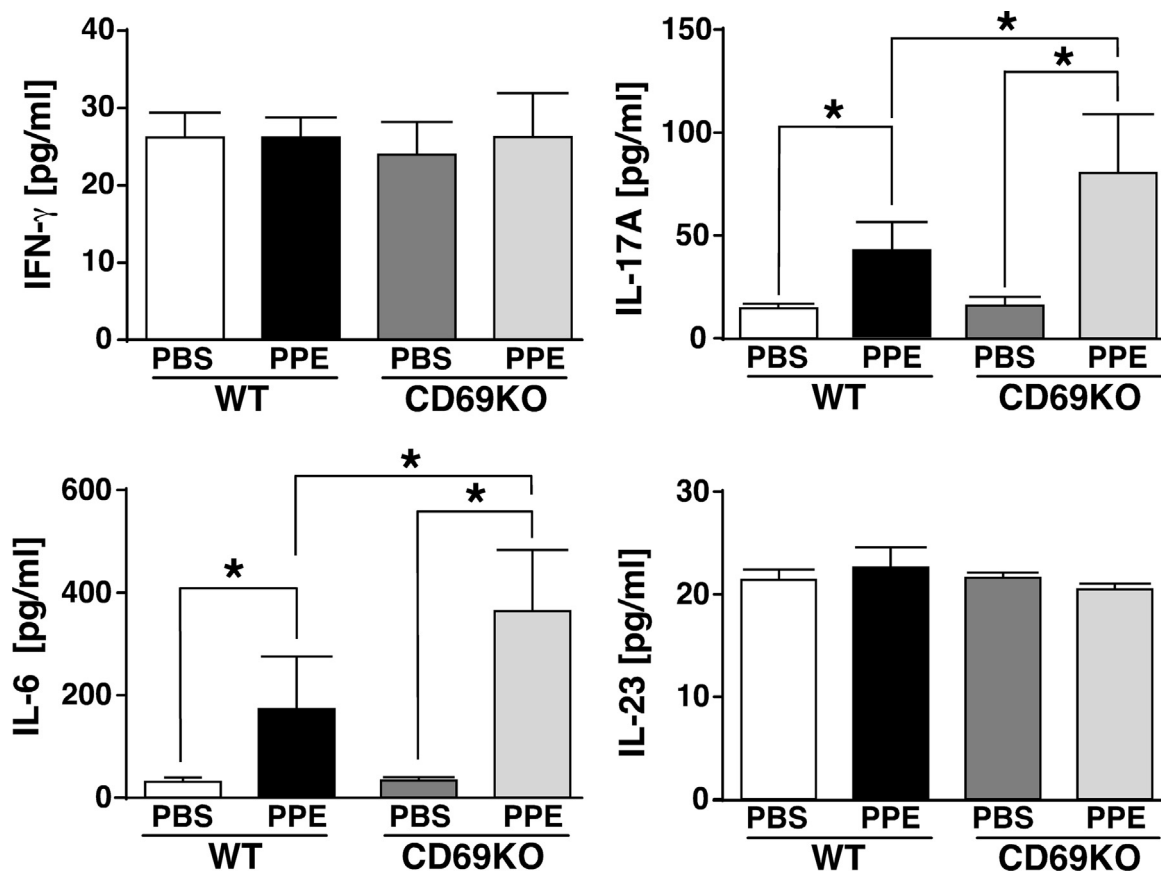 IFN-γ [pg/ml]
40
30
20
10
0
PBS PPE PBS PPE
WT CD69KO
IL-17A [pg/ml]
150
100
50
0
*
*
*
PBS PPE PBS PPE
WT CD69KO
IL-6 [pg/ml]
600
400
200
0
*
*
*
PBS PPE PBS PPE
WT CD69KO
IL-23 [pg/ml]
30
20
10
0
PBS PPE PBS PPE
WT CD69KO